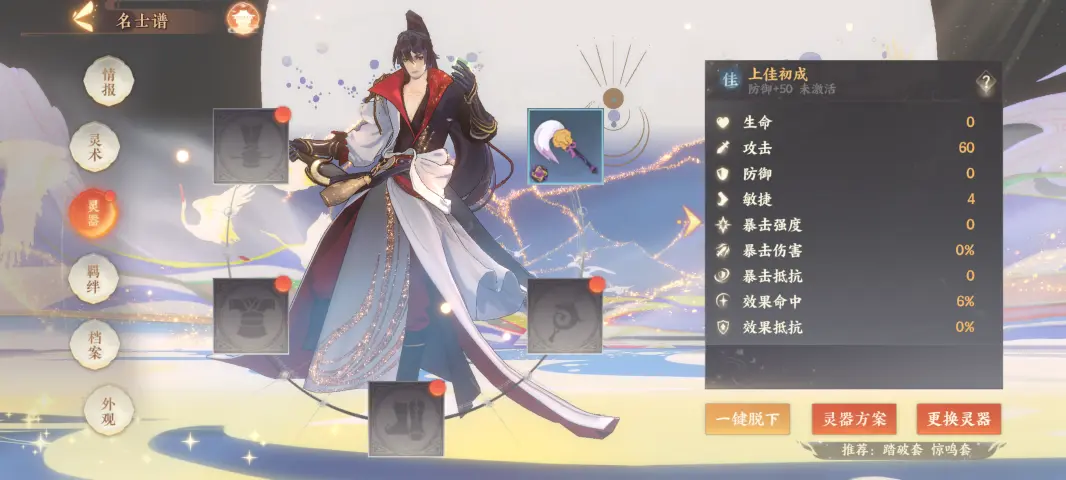 名士谱
情报
灵术
灵器
羁绊
档案
外观
佳 上佳初成
防御+50 未激活
?
生命 0
攻击 60
防御 0
敏捷 4
暴击强度 0
暴击伤害 0%
暴击抵抗 0
效果命中 6%
效果抵抗 0%
一键脱下 灵器方案 更换灵器
推荐：踏破套 惊鸣套